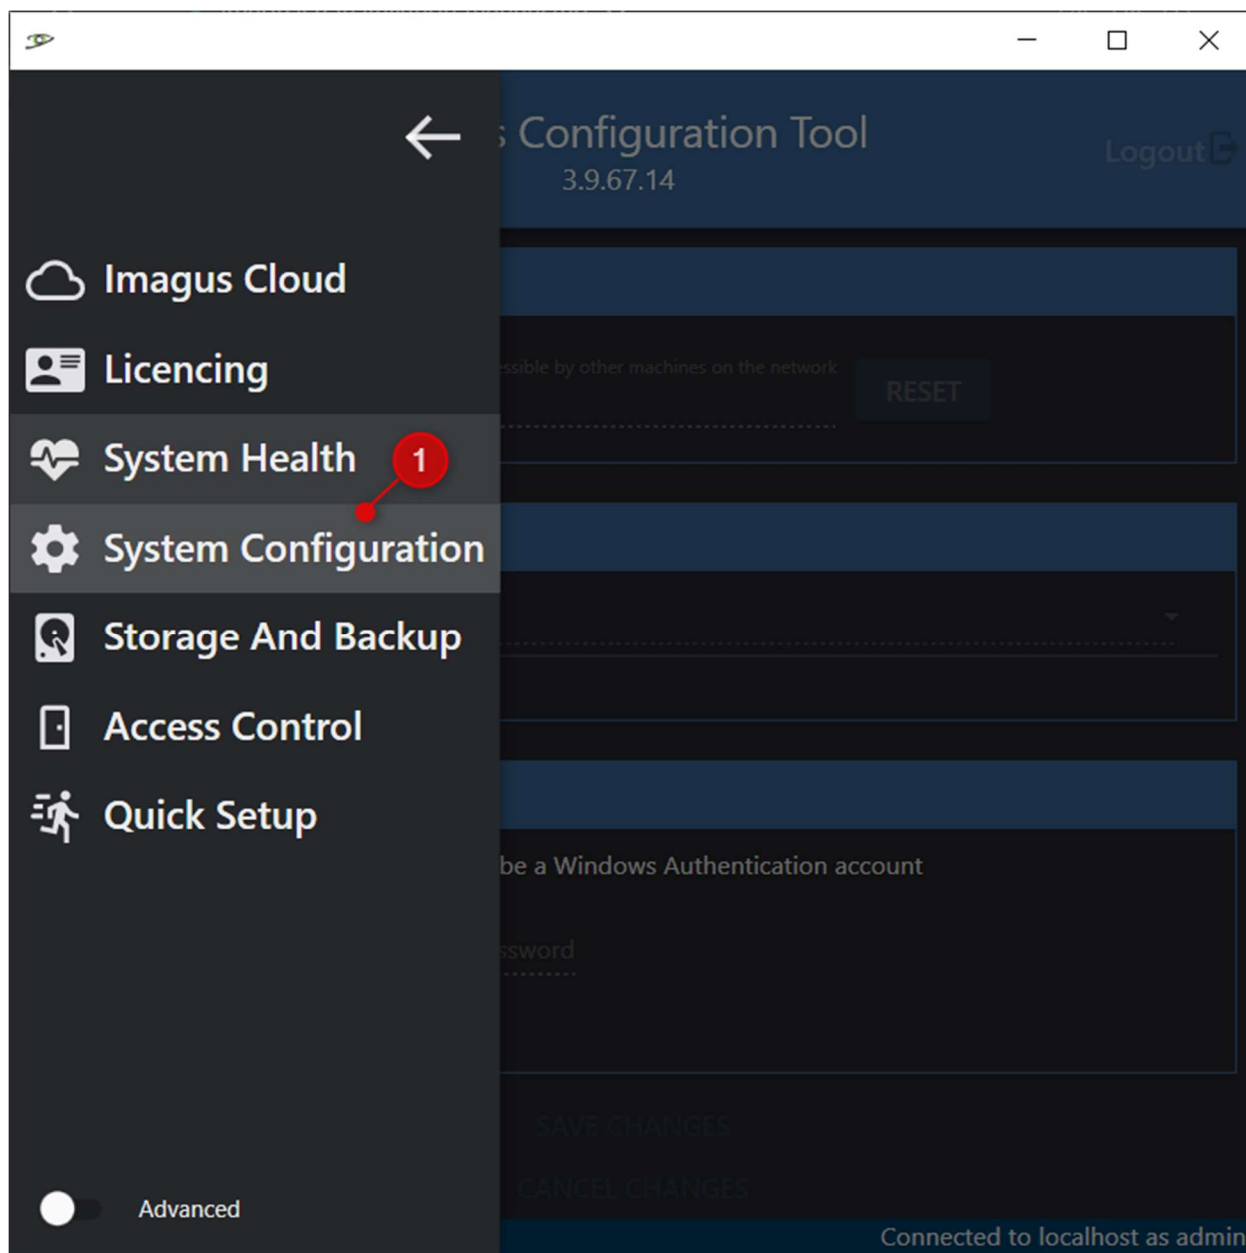 s Configuration Tool
3.9.67.14
Logout
Imagus Cloud
Licencing
essible by other machines on the network
RESET
System Health
1
System Configuration
Storage And Backup
Access Control
Quick Setup
be a Windows Authentication account
ssword
SAVE CHANGES
CANCEL CHANGES
Advanced
Connected to localhost as admin